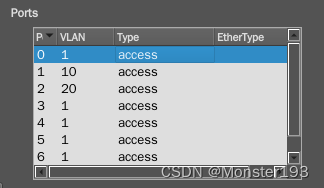 Ports
P VLAN Type EtherType
0 1 access
1 10 access
2 20 access
3 1 access
4 1 access
5 1 access
6 1 access
CSDN @Monster193